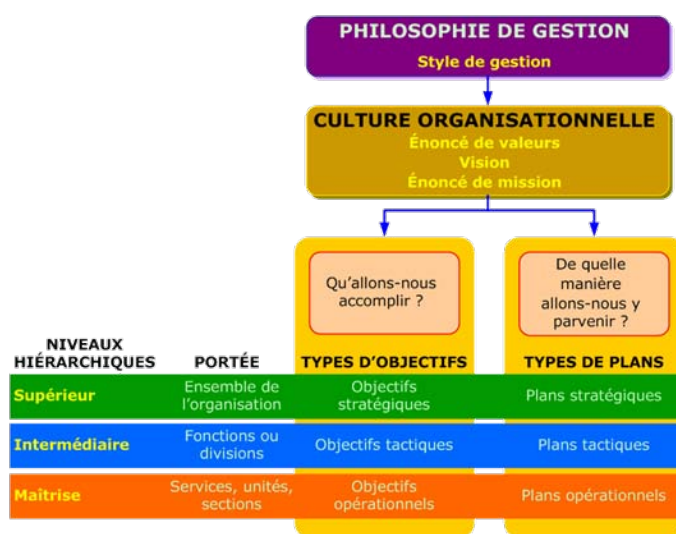 PHILOSOPHIE DE GESTION
Style de gestion
CULTURE ORGANISATIONNELLE
Énoncé de valeurs
Vision
Énoncé de mission
Qu’allons-nous
accomplir ?
De quelle
manière
allons-nous y
parvenir ?
NIVEAUX
HIÉRARCHIQUES
PORTÉE
TYPES D’OBJECTIFS
TYPES DE PLANS
Supérieur
Ensemble de
l’organisation
Objectifs
stratégiques
Plans stratégiques
Intermédiaire
Fonctions ou
divisions
Objectifs tactiques
Plans tactiques
Maîtrise
Services, unités,
sections
Objectifs
opérationnels
Plans opérationnels